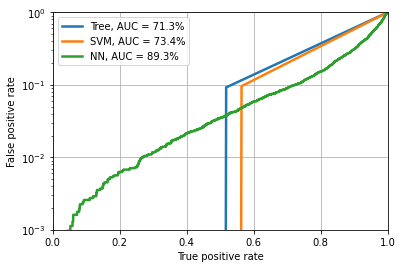 Tree, AUC = 71.3%
SVM, AUC = 73.4%
NN, AUC = 89.3%
False positive rate
10⁰
10⁻¹
10⁻²
10⁻³
0.0 0.2 0.4 0.6 0.8 1.0
True positive rate